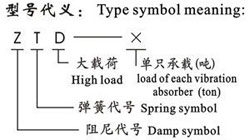 型号代义： Type symbol meaning:
Z T D —— ×
大载荷 单只承载(吨)
High load load of each vibration
absorber (ton)
弹簧代号 Spring symbol
阻尼代号 Damp symbol